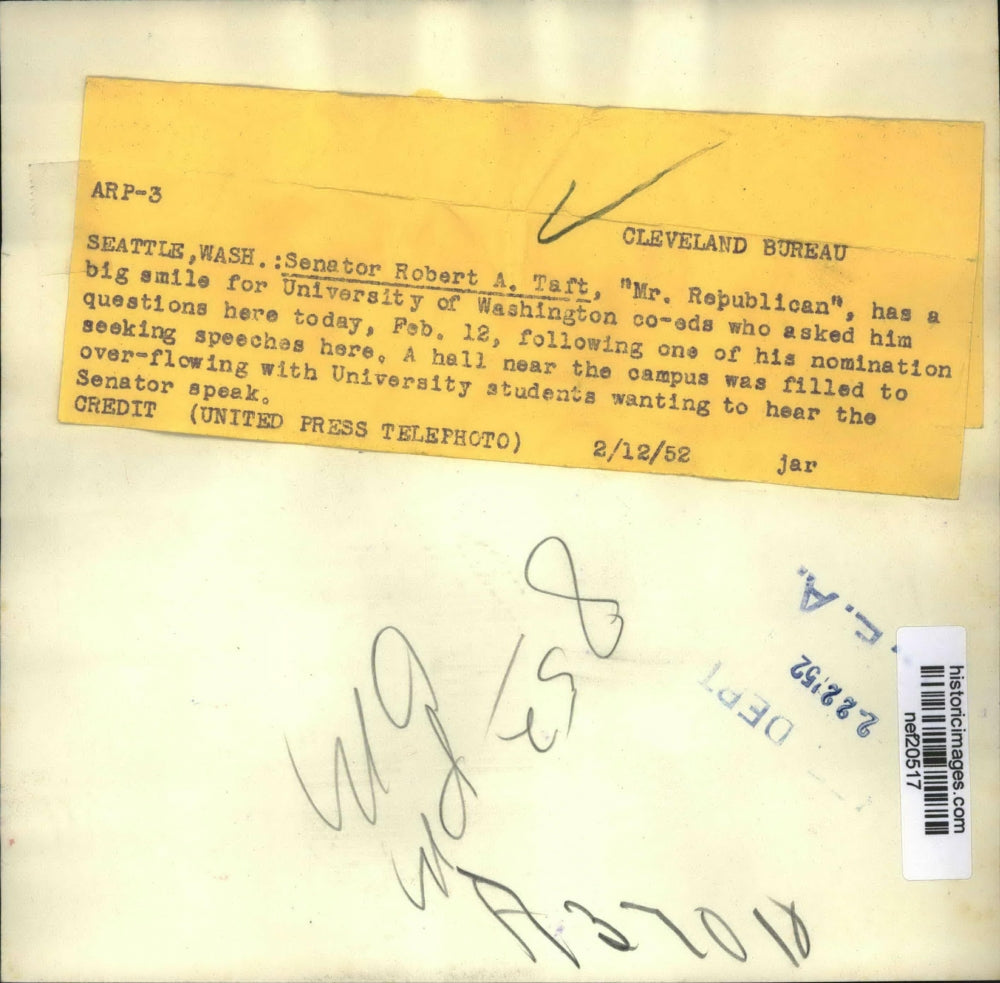 ARP-3
CLEVELAND BUREAU
SEATTLE,WASH.:Senator Robert A. Taft, "Mr. Republican", has a
big smile for University of Washington co-eds who asked him
questions here today, Feb. 12, following one of his nomination
seeking speeches here. A hall near the campus was filled to
over-flowing with University students wanting to hear the
Senator speak.
CREDIT (UNITED PRESS TELEPHOTO) 2/12/52 jar
E.A.
2-22'52
DEPT
historicimages.com
nef20517